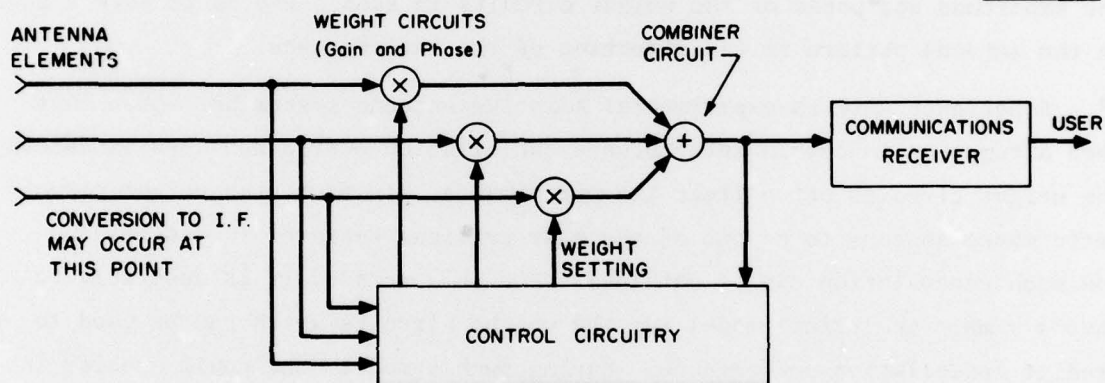 ANTENNA
ELEMENTS
WEIGHT CIRCUITS
(Gain and Phase)
COMBINER
CIRCUIT
×
×
×
+
COMMUNICATIONS
RECEIVER
USER
CONVERSION TO I.F.
MAY OCCUR AT
THIS POINT
WEIGHT
SETTING
CONTROL CIRCUITRY